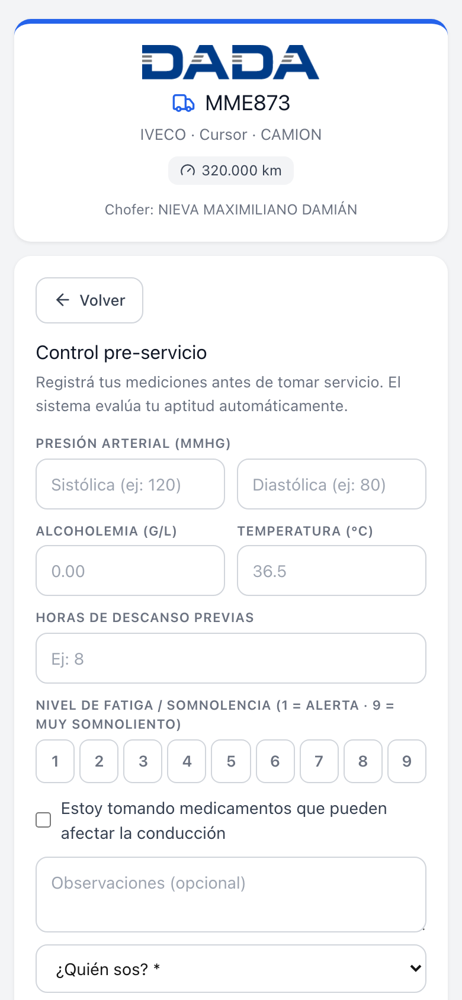 DADA
MME873
IVECO · Cursor · CAMION
320.000 km
Chofer: NIEVA MAXIMILIANO DAMIÁN
Volver
Control pre-servicio
Registrá tus mediciones antes de tomar servicio. El
sistema evalúa tu aptitud automáticamente.
PRESIÓN ARTERIAL (MMHG)
Sistólica (ej: 120) Diastólica (ej: 80)
ALCOHOLEMIA (G/L) TEMPERATURA (°C)
0.00 36.5
HORAS DE DESCANSO PREVIAS
Ej: 8
NIVEL DE FATIGA / SOMNOLENCIA (1 = ALERTA · 9 =
MUY SOMNOLIENTO)
1 2 3 4 5 6 7 8 9
Estoy tomando medicamentos que pueden
afectar la conducción
Observaciones (opcional)
¿Quién sos? *